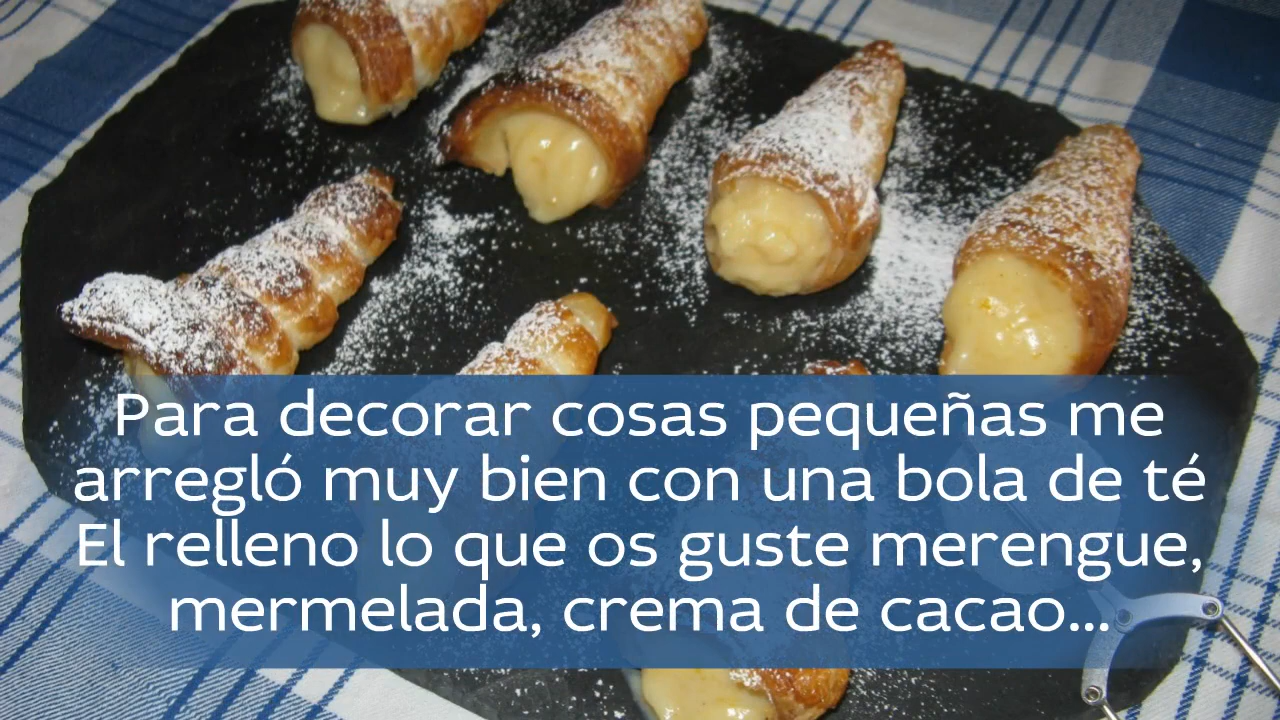 Para decorar cosas pequeñas me
arregló muy bien con una bola de té
El relleno lo que os guste merengue,
mermelada, crema de cacao...